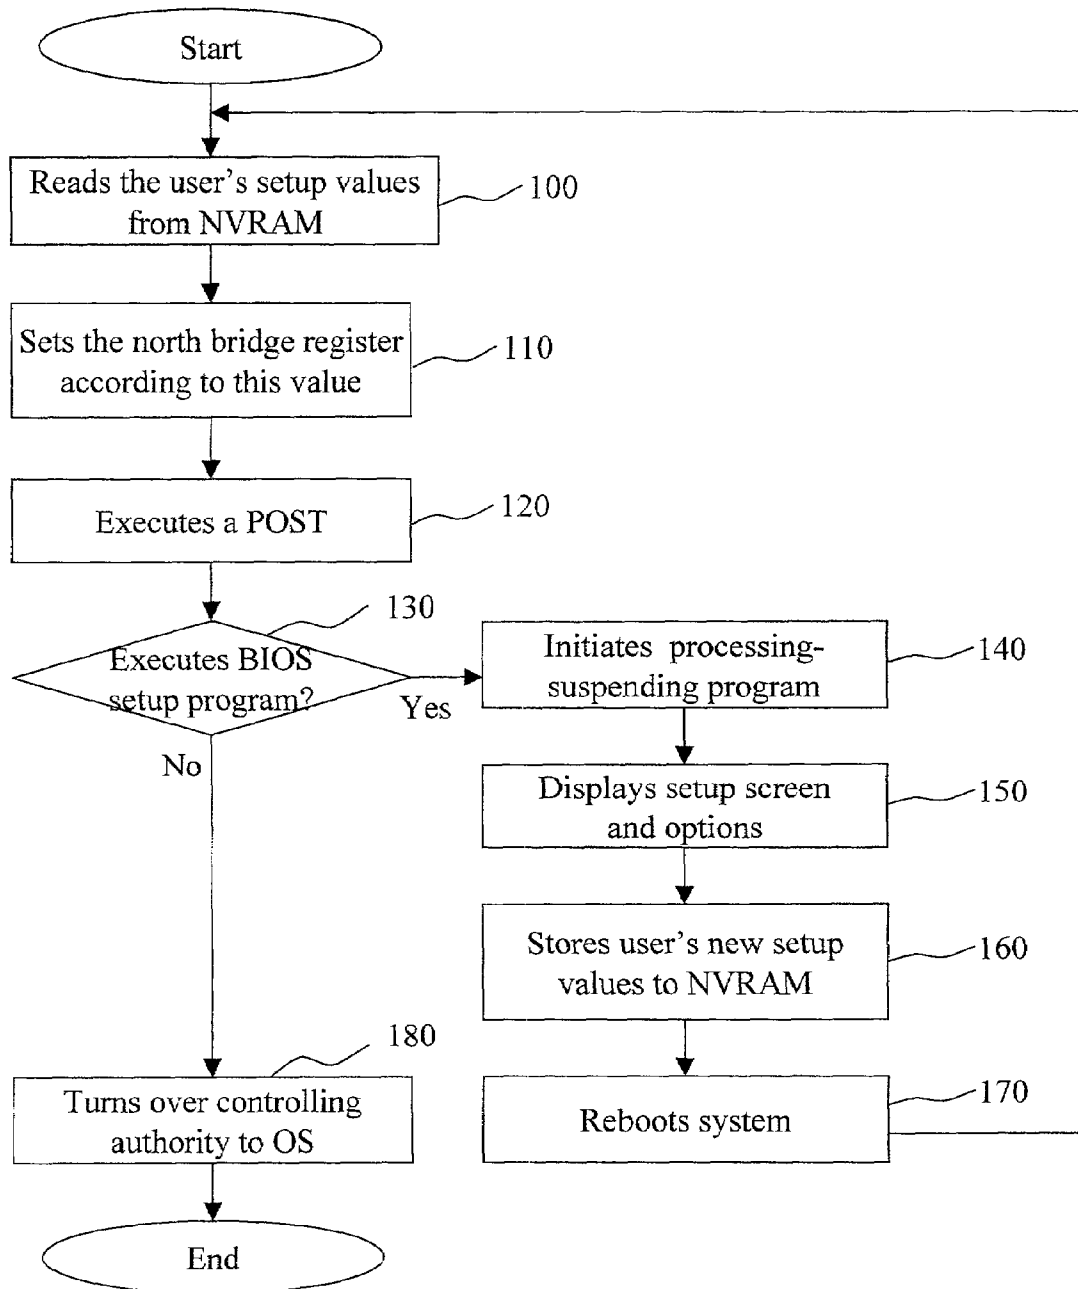 Start
Reads the user's setup values
from NVRAM
100
Sets the north bridge register
according to this value
110
Executes a POST
120
130
Executes BIOS
setup program?
Yes
No
Initiates processing-
suspending program
140
Displays setup screen
and options
150
Stores user's new setup
values to NVRAM
160
Reboots system
170
180
Turns over controlling
authority to OS
End